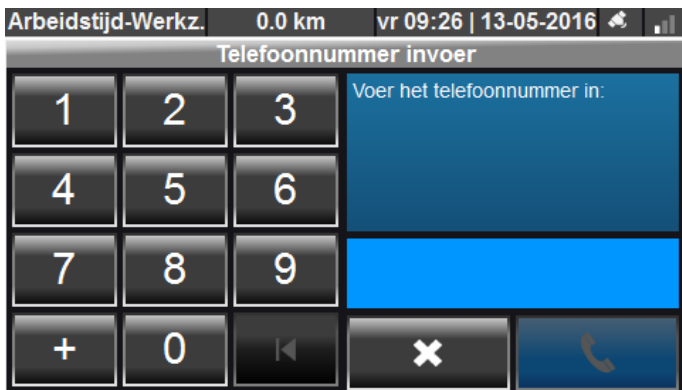 Arbeidstijd-Werkz. 0.0 km vr 09:26 | 13-05-2016
Telefoonnummer invoer
1 2 3 Voer het telefoonnummer in:
4 5 6
7 8 9
+ 0